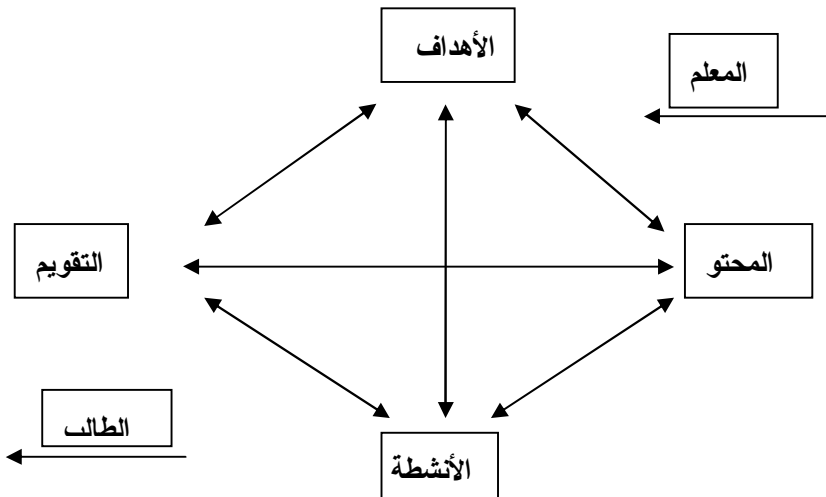 الأهداف
المعلم
المحتو
التقويم
الطالب
الأنشطة